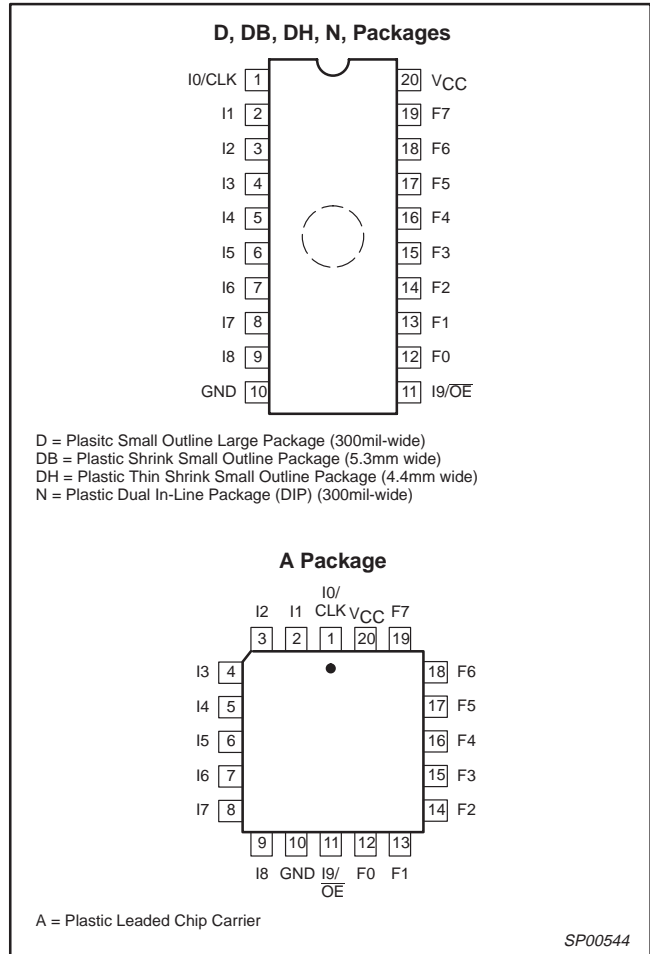 D, DB, DH, N, Packages
I0/CLK 1 20 VCC
I1 2 19 F7
I2 3 18 F6
I3 4 17 F5
I4 5 16 F4
I5 6 15 F3
I6 7 14 F2
I7 8 13 F1
I8 9 12 F0
GND 10 11 I9/O̅E̅
D = Plasitc Small Outline Large Package (300mil-wide)
DB = Plastic Shrink Small Outline Package (5.3mm wide)
DH = Plastic Thin Shrink Small Outline Package (4.4mm wide)
N = Plastic Dual In-Line Package (DIP) (300mil-wide)
A Package
I0/
I2 I1 CLK VCC F7
3 2 1 20 19
I3 4 18 F6
I4 5 17 F5
I5 6 16 F4
I6 7 15 F3
I7 8 14 F2
9 10 11 12 13
I8 GND I9/ F0 F1
O̅E̅
A = Plastic Leaded Chip Carrier
SP00544